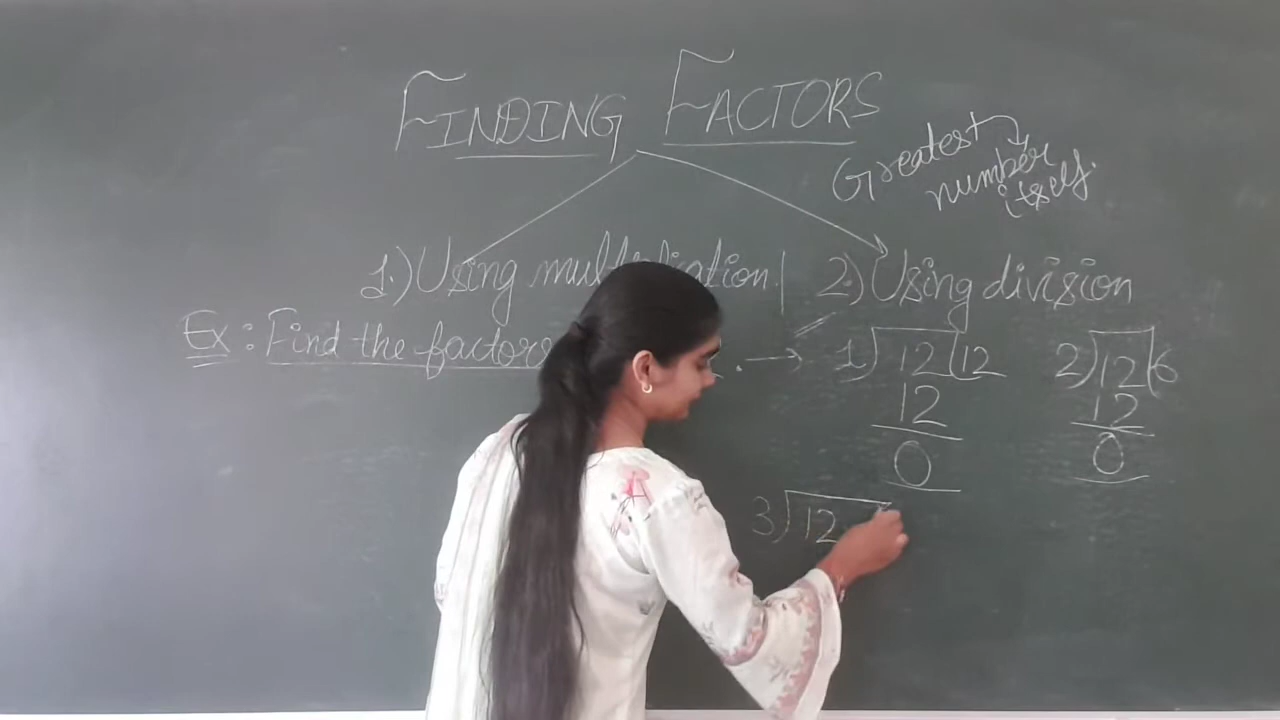 FINDING FACTORS
Greatest
number
itself.
1.) Using multiplication | 2.) Using division
Ex : Find the factors
1) 12 (12
12
0
2) 12 (6
12
0
3) 12